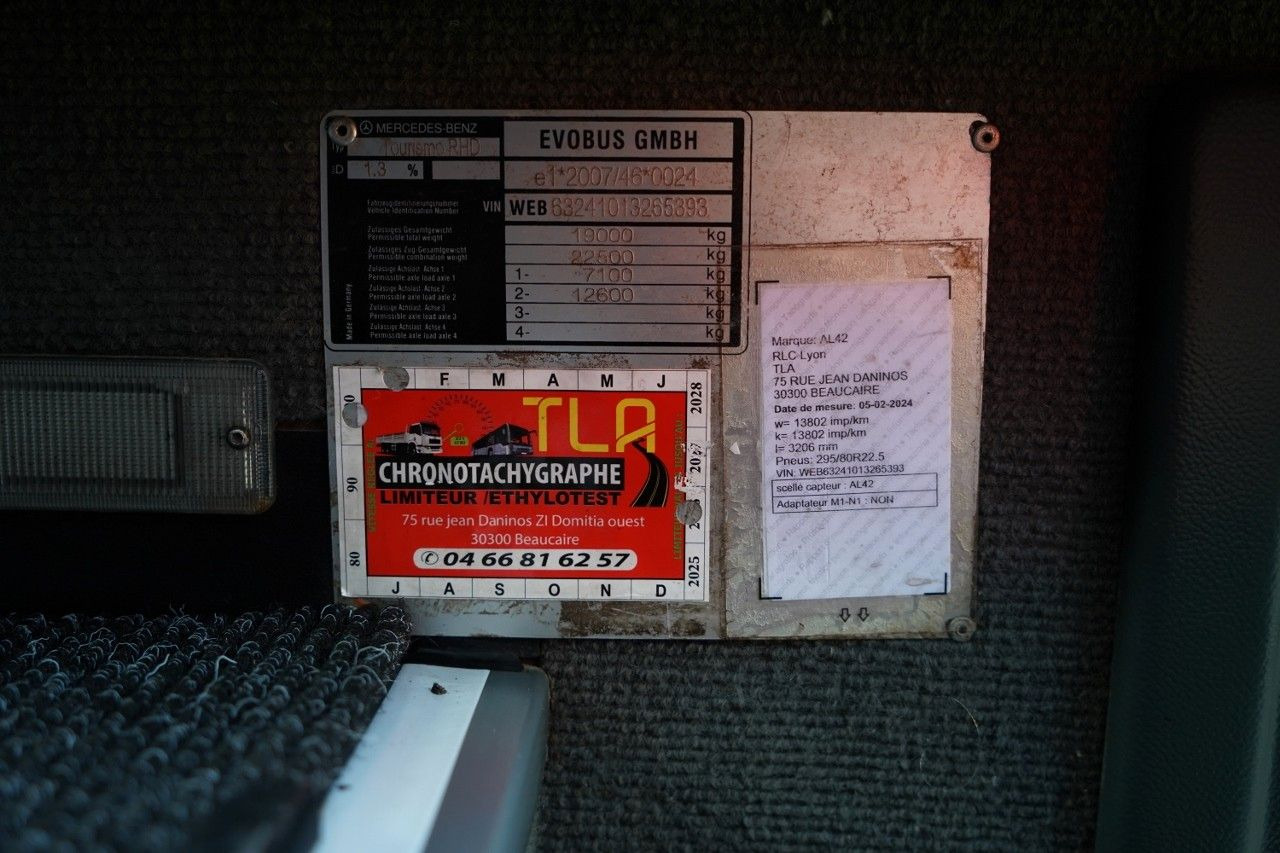 MERCEDES-BENZ
Tourismo RHD
1.3 %
EVOBUS GMBH
e1*2007/46*0024
Fahrzeugidentifizierungsnummer
Vehicle Identification Number
VIN WEB63241013265393
Zulässiges Gesamtgewicht
Permissible total weight
19000 kg
Zulässiges Zug-Gesamtgewicht
Permissible combination weight
22500 kg
Zulässige Achslast. Achse 1
Permissible axle load axle 1
1- 7100 kg
Zulässige Achslast. Achse 2
Permissible axle load axle 2
2- 12600 kg
Zulässige Achslast. Achse 3
Permissible axle load axle 3
3- kg
Zulässige Achslast. Achse 4
Permissible axle load axle 4
4- kg
Made in Germany.
F M A M J
2028
2025
90
80
TLA
CHRONOTACHYGRAPHE
LIMITEUR /ETHYLOTEST
75 rue jean Daninos ZI Domitia ouest
30300 Beaucaire
04 66 81 62 57
J A S O N D
Marque: AL42
RLC-Lyon
TLA
75 RUE JEAN DANINOS
30300 BEAUCAIRE
Date de mesure: 05-02-2024
w= 13802 imp/km
k= 13802 imp/km
l= 3206 mm
Pneus: 295/80R22.5
VIN: WEB63241013265393
scellé capteur : AL42
Adaptateur M1-N1 : NON